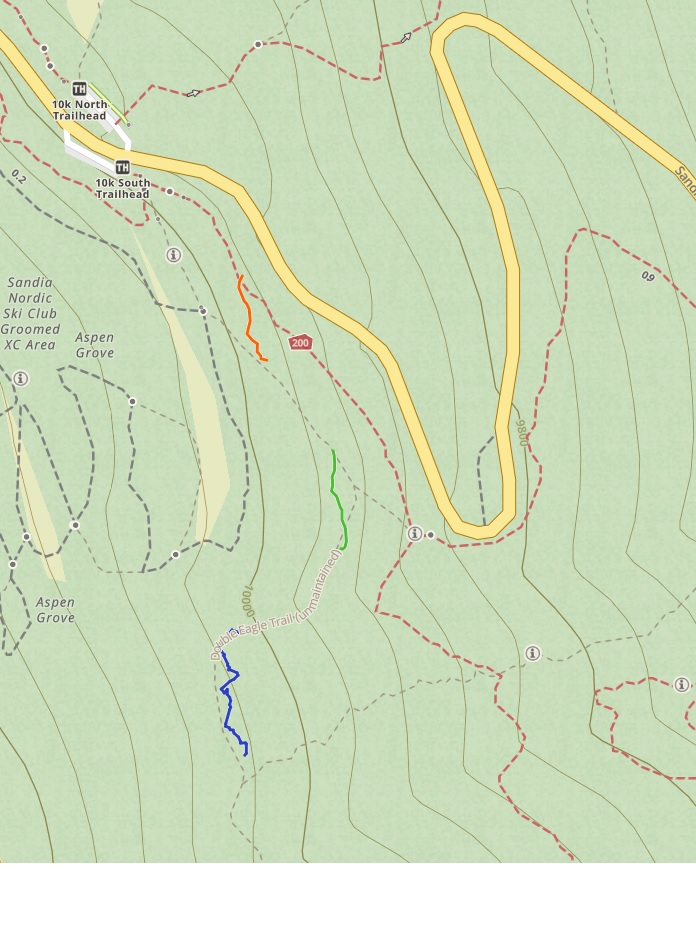 TH
10k North
Trailhead
TH
10k South
Trailhead
0.2
Sandi
Sandia
Nordic
Ski Club
Groomed
XC Area
Aspen
Grove
200
09
9800
10000
Double Eagle Trail (unmaintained)
Aspen
Grove